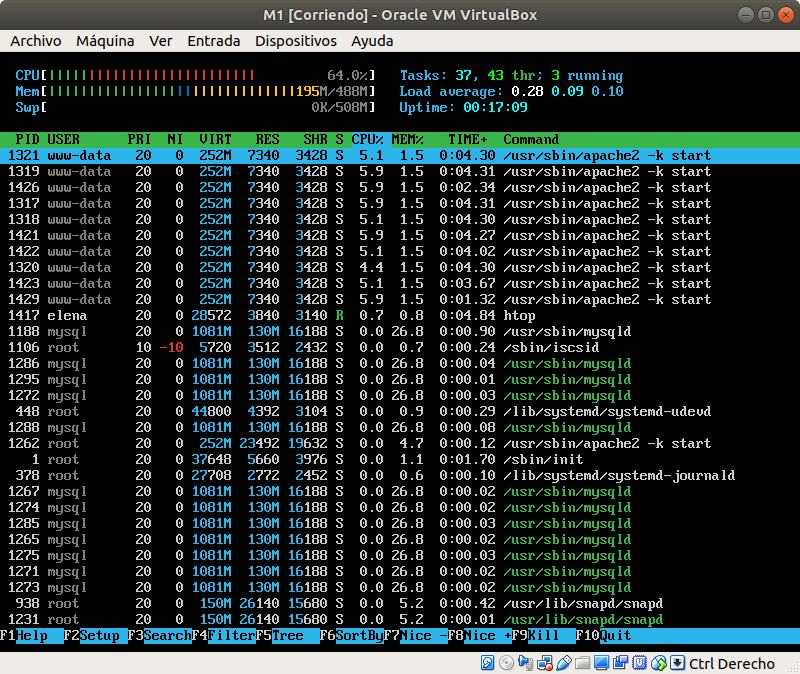 M1 [Corriendo] - Oracle VM VirtualBox
Archivo Máquina Ver Entrada Dispositivos Ayuda
CPU[|||||||||||||||||||||||||| 64.0%] Tasks: 37, 43 thr; 3 running
Mem[|||||||||||||||||||||||||||||||195M/488M] Load average: 0.28 0.09 0.10
Swp[ 0K/508M] Uptime: 00:17:09
PID USER PRI NI VIRT RES SHR S CPU% MEM% TIME+ Command
1321 www-data 20 0 252M 7340 3428 S 5.1 1.5 0:04.30 /usr/sbin/apache2 -k start
1319 www-data 20 0 252M 7340 3428 S 5.9 1.5 0:04.31 /usr/sbin/apache2 -k start
1426 www-data 20 0 252M 7340 3428 S 5.9 1.5 0:02.34 /usr/sbin/apache2 -k start
1317 www-data 20 0 252M 7340 3428 S 5.9 1.5 0:04.31 /usr/sbin/apache2 -k start
1318 www-data 20 0 252M 7340 3428 S 5.1 1.5 0:04.30 /usr/sbin/apache2 -k start
1421 www-data 20 0 252M 7340 3428 S 5.9 1.5 0:04.27 /usr/sbin/apache2 -k start
1422 www-data 20 0 252M 7340 3428 S 5.1 1.5 0:04.02 /usr/sbin/apache2 -k start
1320 www-data 20 0 252M 7340 3428 S 4.4 1.5 0:04.30 /usr/sbin/apache2 -k start
1423 www-data 20 0 252M 7340 3428 S 5.1 1.5 0:03.67 /usr/sbin/apache2 -k start
1429 www-data 20 0 252M 7340 3428 S 5.9 1.5 0:01.32 /usr/sbin/apache2 -k start
1417 elena 20 0 28572 3840 3140 R 0.7 0.8 0:04.84 htop
1188 mysql 20 0 1081M 130M 16188 S 0.0 26.8 0:00.90 /usr/sbin/mysqld
1106 root 10 -10 5720 3512 2432 S 0.0 0.7 0:00.24 /sbin/iscsid
1286 mysql 20 0 1081M 130M 16188 S 0.0 26.8 0:00.04 /usr/sbin/mysqld
1295 mysql 20 0 1081M 130M 16188 S 0.0 26.8 0:00.01 /usr/sbin/mysqld
1272 mysql 20 0 1081M 130M 16188 S 0.0 26.8 0:00.03 /usr/sbin/mysqld
448 root 20 0 44800 4392 3104 S 0.0 0.9 0:00.29 /lib/systemd/systemd-udevd
1288 mysql 20 0 1081M 130M 16188 S 0.0 26.8 0:00.08 /usr/sbin/mysqld
1262 root 20 0 252M 23492 19632 S 0.0 4.7 0:00.12 /usr/sbin/apache2 -k start
1 root 20 0 37648 5660 3976 S 0.0 1.1 0:01.70 /sbin/init
378 root 20 0 27708 2772 2452 S 0.0 0.6 0:00.10 /lib/systemd/systemd-journald
1267 mysql 20 0 1081M 130M 16188 S 0.0 26.8 0:00.02 /usr/sbin/mysqld
1274 mysql 20 0 1081M 130M 16188 S 0.0 26.8 0:00.02 /usr/sbin/mysqld
1285 mysql 20 0 1081M 130M 16188 S 0.0 26.8 0:00.03 /usr/sbin/mysqld
1265 mysql 20 0 1081M 130M 16188 S 0.0 26.8 0:00.02 /usr/sbin/mysqld
1275 mysql 20 0 1081M 130M 16188 S 0.0 26.8 0:00.03 /usr/sbin/mysqld
1271 mysql 20 0 1081M 130M 16188 S 0.0 26.8 0:00.02 /usr/sbin/mysqld
1273 mysql 20 0 1081M 130M 16188 S 0.0 26.8 0:00.02 /usr/sbin/mysqld
938 root 20 0 150M 26140 15680 S 0.0 5.2 0:00.42 /usr/lib/snapd/snapd
1231 root 20 0 150M 26140 15680 S 0.0 5.2 0:00.01 /usr/lib/snapd/snapd
F1Help F2Setup F3SearchF4FilterF5Tree F6SortByF7Nice -F8Nice +F9Kill F10Quit
Ctrl Derecho